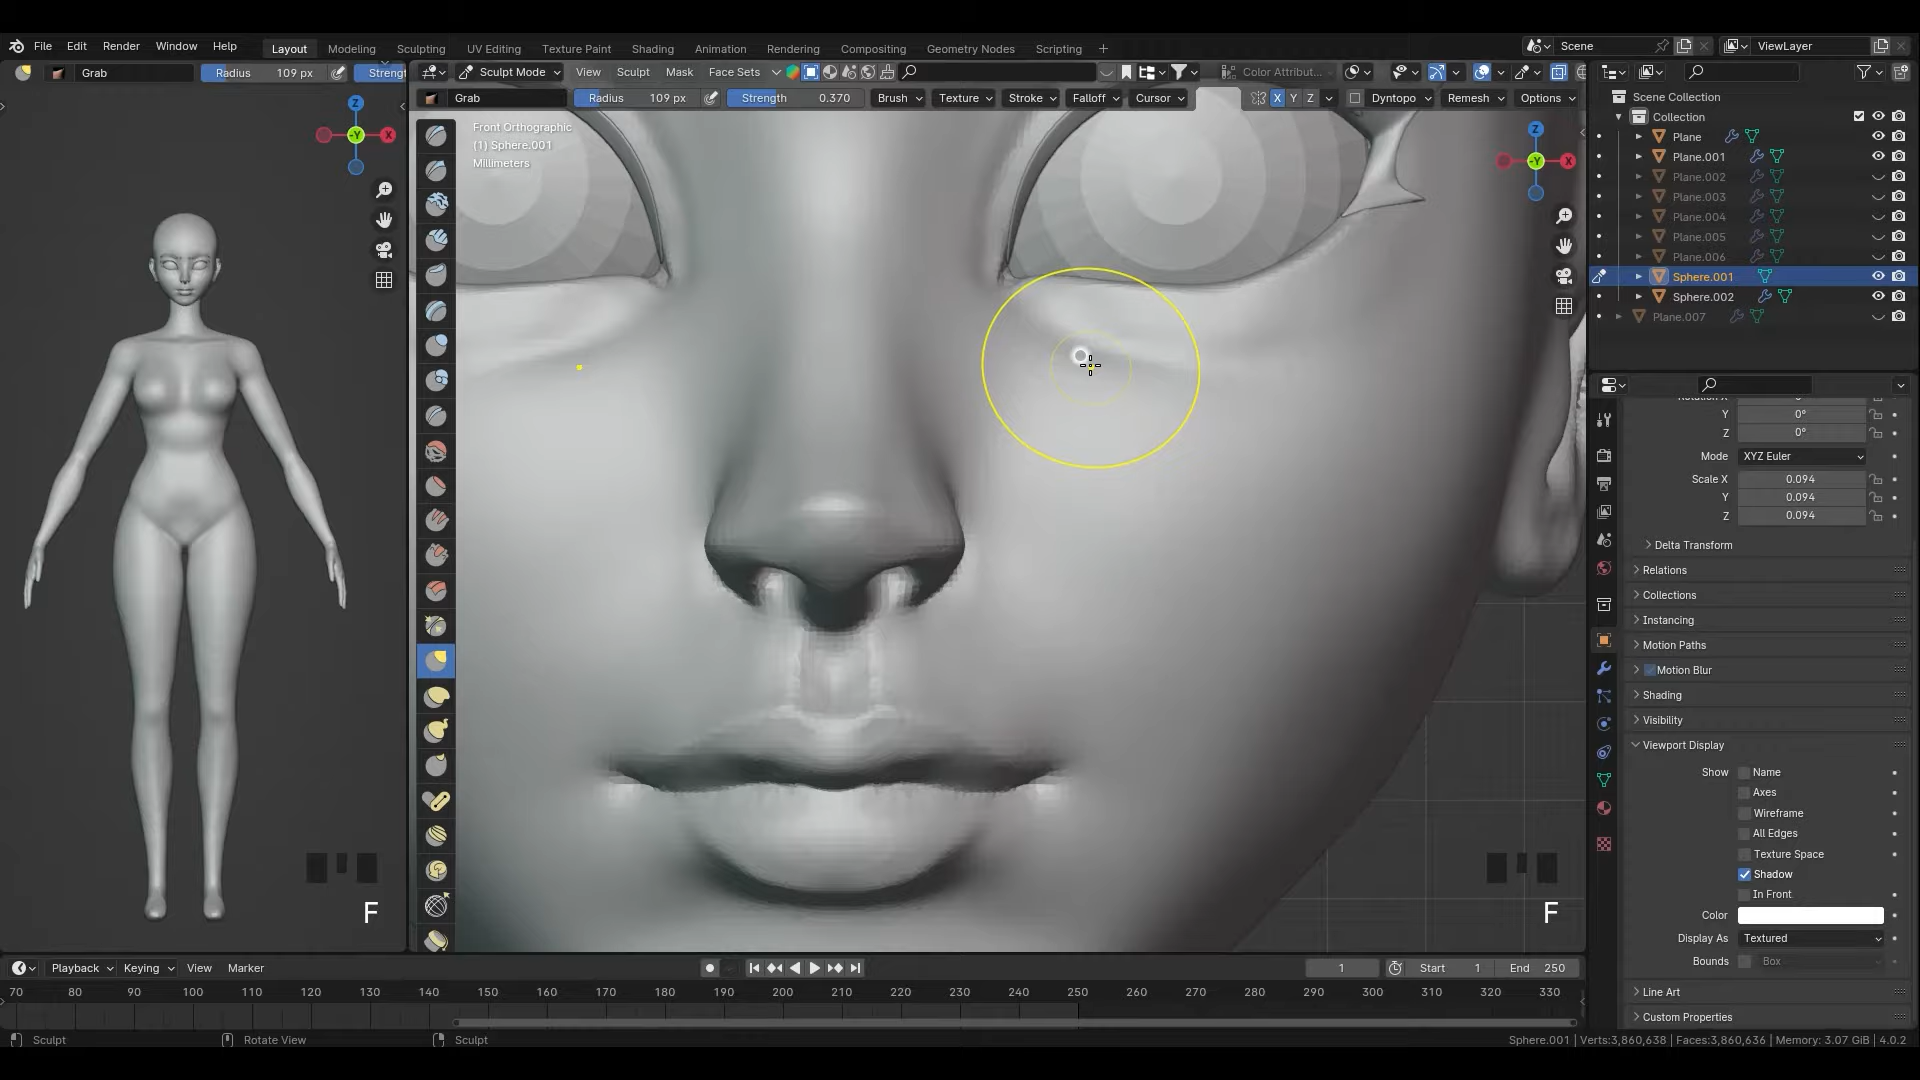 File Edit Render Window Help Layout Modeling Sculpting UV Editing Texture Paint Shading Animation Rendering Compositing Geometry Nodes Scripting + Scene ViewLayer
Grab Radius 109 px Strengt Sculpt Mode View Sculpt Mask Face Sets Color Attribut...
Grab Radius 109 px Strength 0.370 Brush Texture Stroke Falloff Cursor X Y Z Dyntopo Remesh Options
Front Orthographic
(1) Sphere.001
Millimeters
Z
X
-Y
Z
X
-Y
F
F
Scene Collection
Collection
Plane
Plane.001
Plane.002
Plane.003
Plane.004
Plane.005
Plane.006
Sphere.001
Sphere.002
Plane.007
Y 0°
Z 0°
Mode XYZ Euler
Scale X 0.094
Y 0.094
Z 0.094
Delta Transform
Relations
Collections
Instancing
Motion Paths
Motion Blur
Shading
Visibility
Viewport Display
Show Name
Axes
Wireframe
All Edges
Texture Space
Shadow
In Front
Color
Display As Textured
Bounds Box
Line Art
Custom Properties
Playback Keying View Marker 1 Start 1 End 250
70 80 90 100 110 120 130 140 150 160 170 180 190 200 210 220 230 240 250 260 270 280 290 300 310 320 330
Sculpt Rotate View Sculpt Sphere.001 | Verts:3,860,638 | Faces:3,860,636 | Memory: 3.07 GiB | 4.0.2